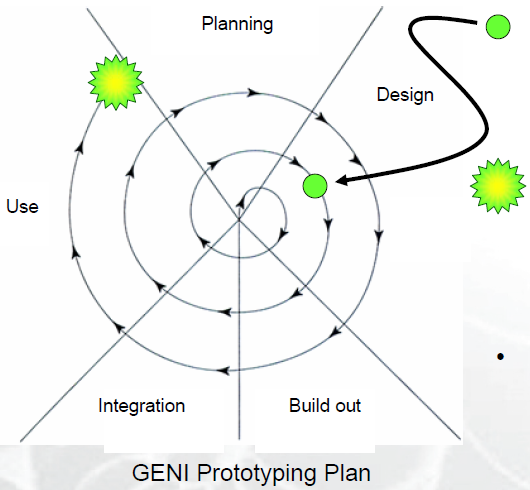 Planning
Design
Use
Integration
Build out
•
GENI Prototyping Plan